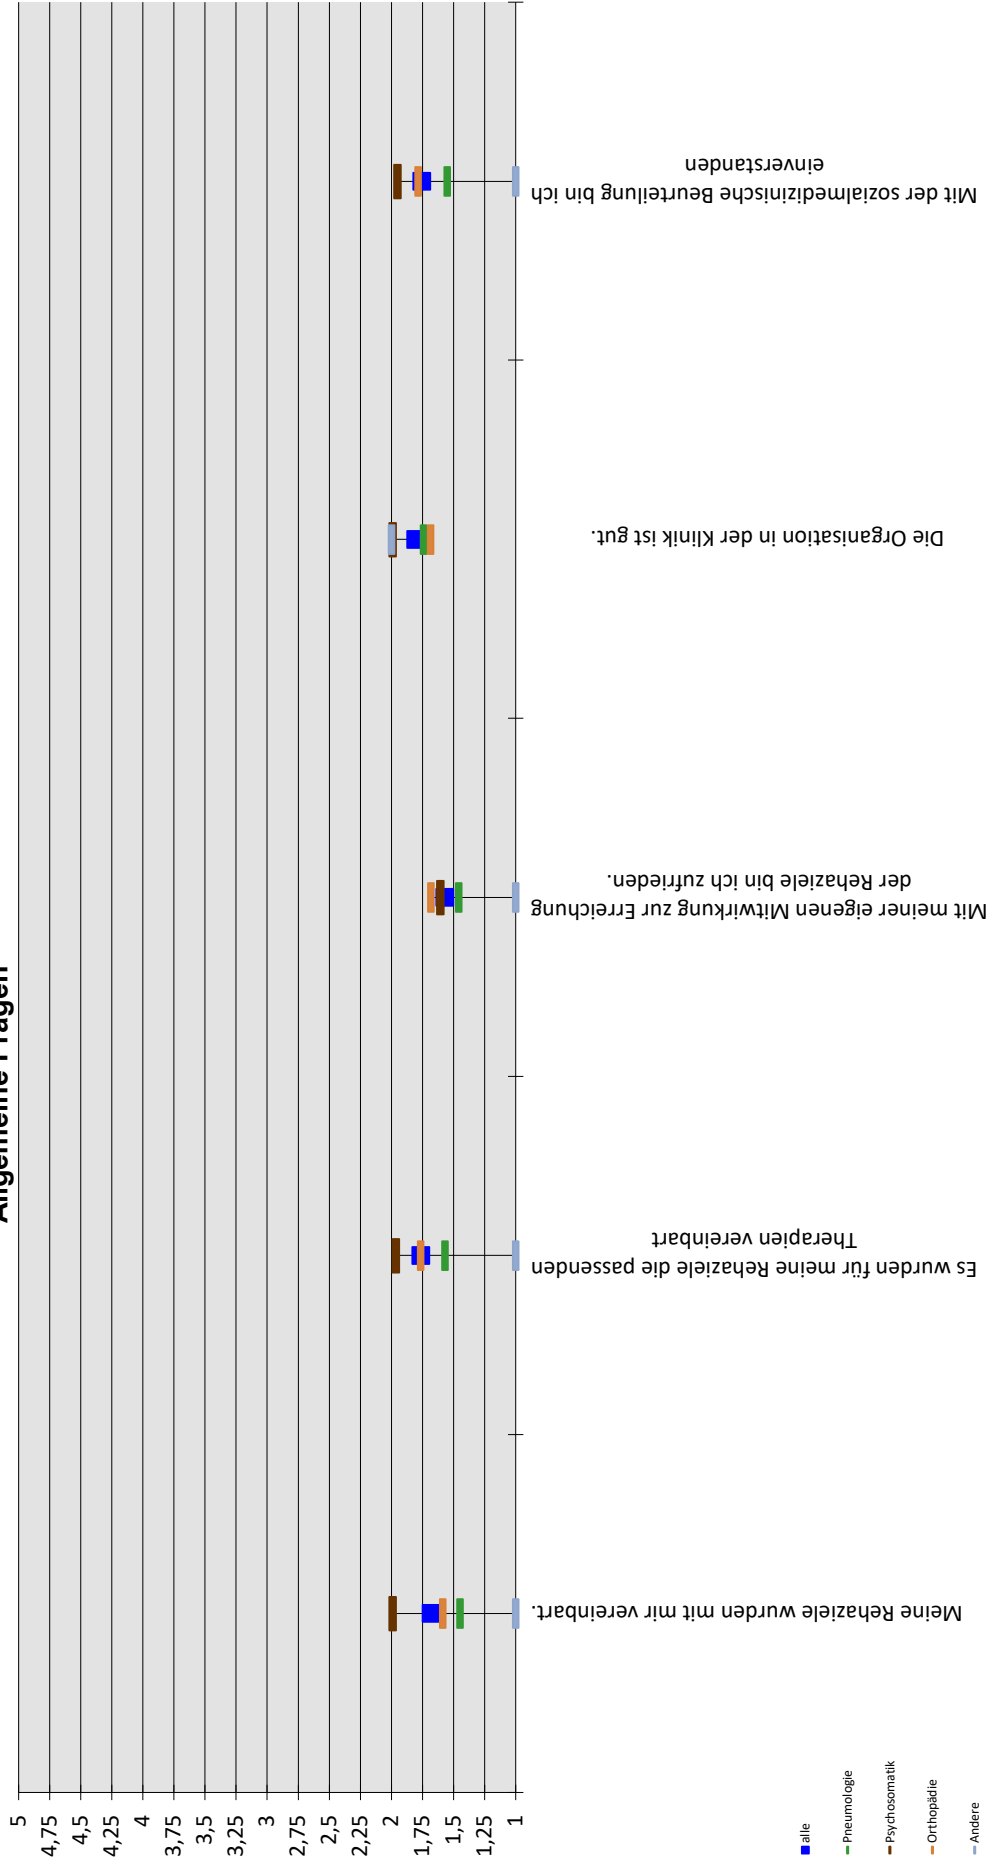 Allgemeine Fragen
5
4,75
4,5
4,25
4
3,75
3,5
3,25
3
2,75
2,5
2,25
2
1,75
1,5
1,25
1
Meine Rehaziele wurden mit mir vereinbart.
Es wurden für meine Rehaziele die passenden
Therapien vereinbart
Mit meiner eigenen Mitwirkung zur Erreichung
der Rehaziele bin ich zufrieden.
Die Organisation in der Klinik ist gut.
Mit der sozialmedizinische Beurteilung bin ich
einverstanden
alle
Pneumologie
Psychosomatik
Orthopädie
Andere